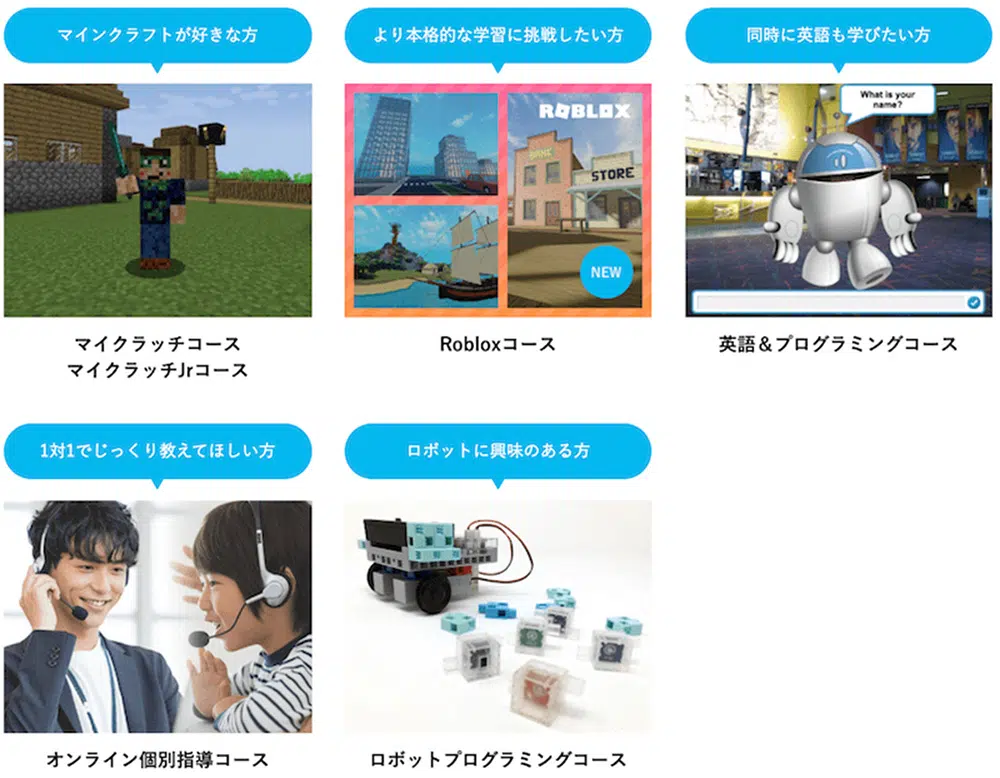 マインクラフトが好きな方
より本格的な学習に挑戦したい方
同時に英語も学びたい方
What is your
name?
ROBLOX
STORE
NEW
マイクラッチコース
マイクラッチJrコース
Robloxコース
英語&プログラミングコース
1対1でじっくり教えてほしい方
ロボットに興味のある方
オンライン個別指導コース
ロボットプログラミングコース